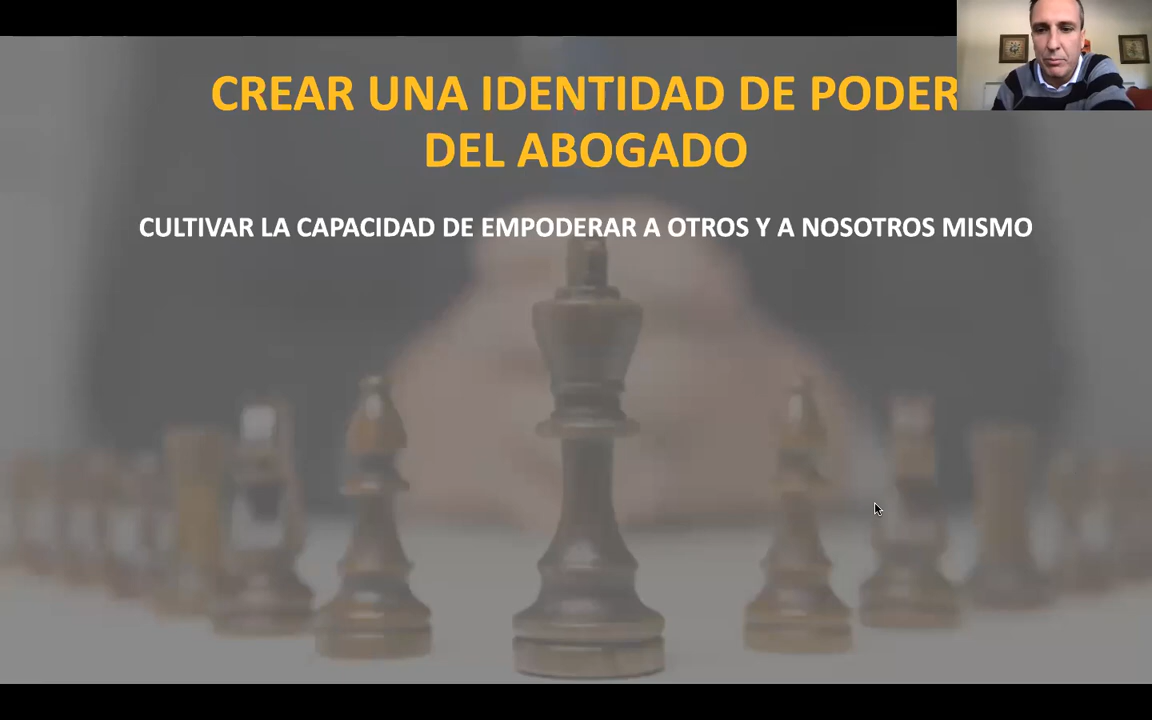 CREAR UNA IDENTIDAD DE PODER
DEL ABOGADO
CULTIVAR LA CAPACIDAD DE EMPODERAR A OTROS Y A NOSOTROS MISMO